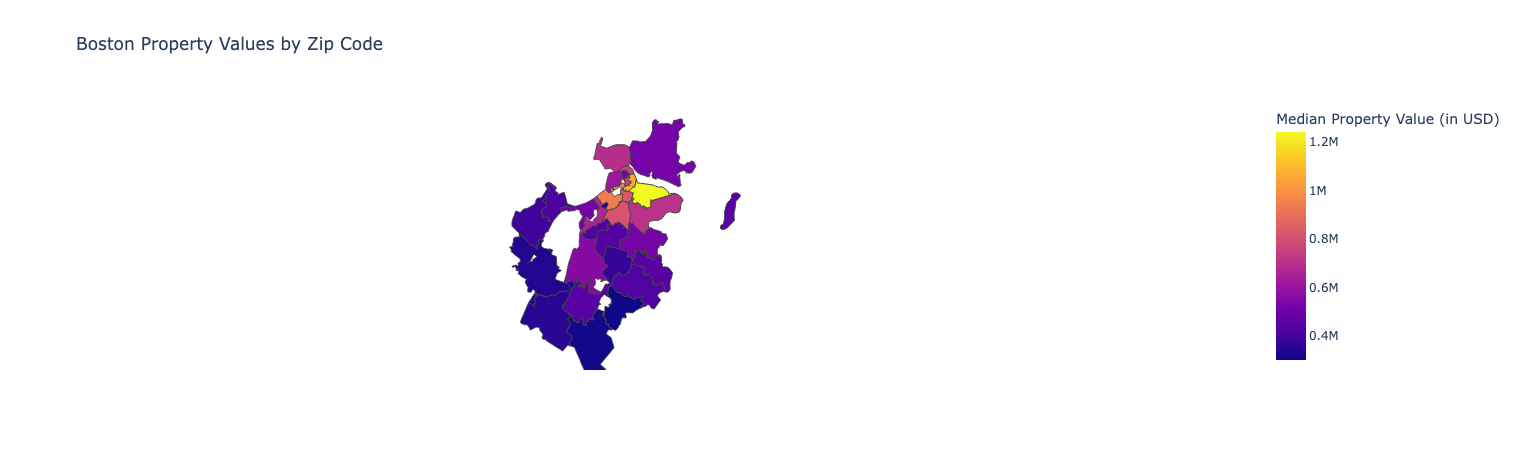 Boston Property Values by Zip Code
Median Property Value (in USD)
1.2M
1M
0.8M
0.6M
0.4M